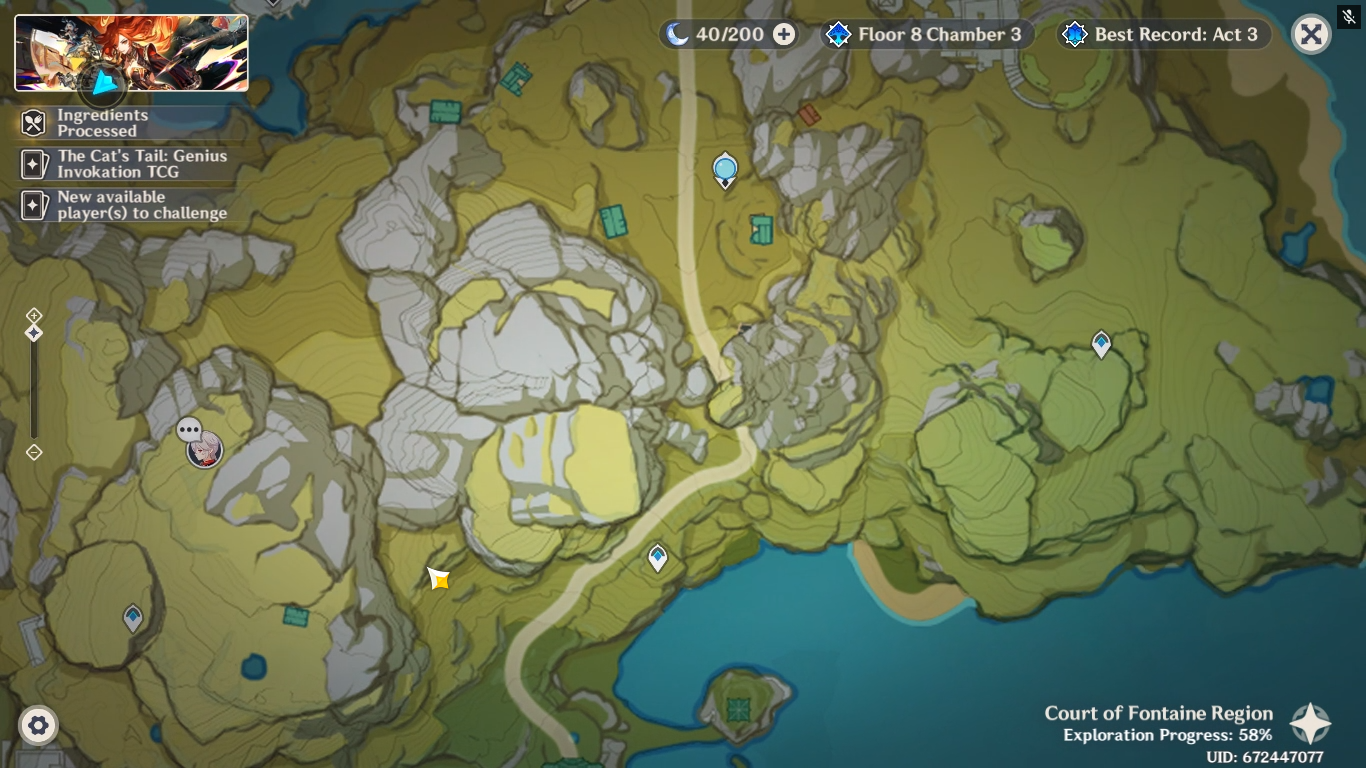 40/200
Floor 8 Chamber 3
Best Record: Act 3
Ingredients
Processed
The Cat's Tail: Genius
Invokation TCG
New available
player(s) to challenge
Court of Fontaine Region
Exploration Progress: 58%
UID: 672447077